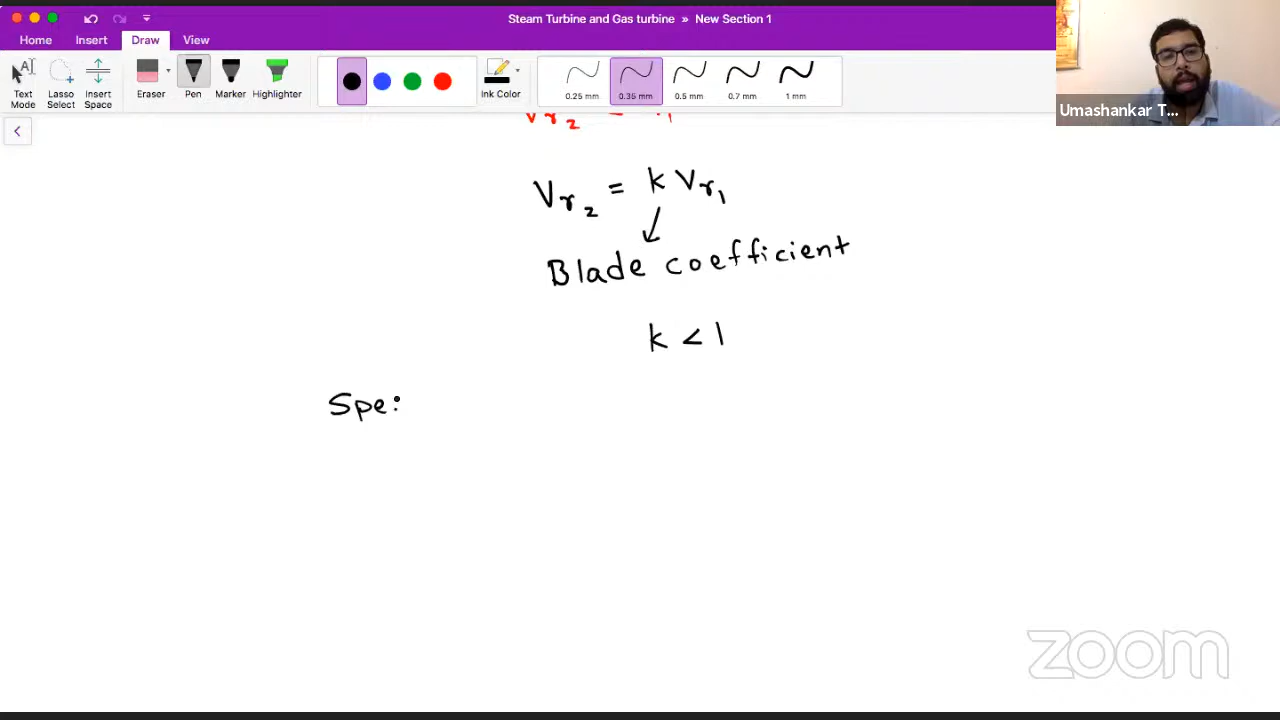 Steam Turbine and Gas turbine » New Section 1
Home Insert Draw View
Text Mode
Lasso Select
Insert Space
Eraser
Pen
Marker
Highlighter
Ink Color
0.25 mm
0.35 mm
0.5 mm
0.7 mm
1 mm
Umashankar T...
Vr2 = k Vr1
Blade coefficient
k < 1
Spe:
zoom